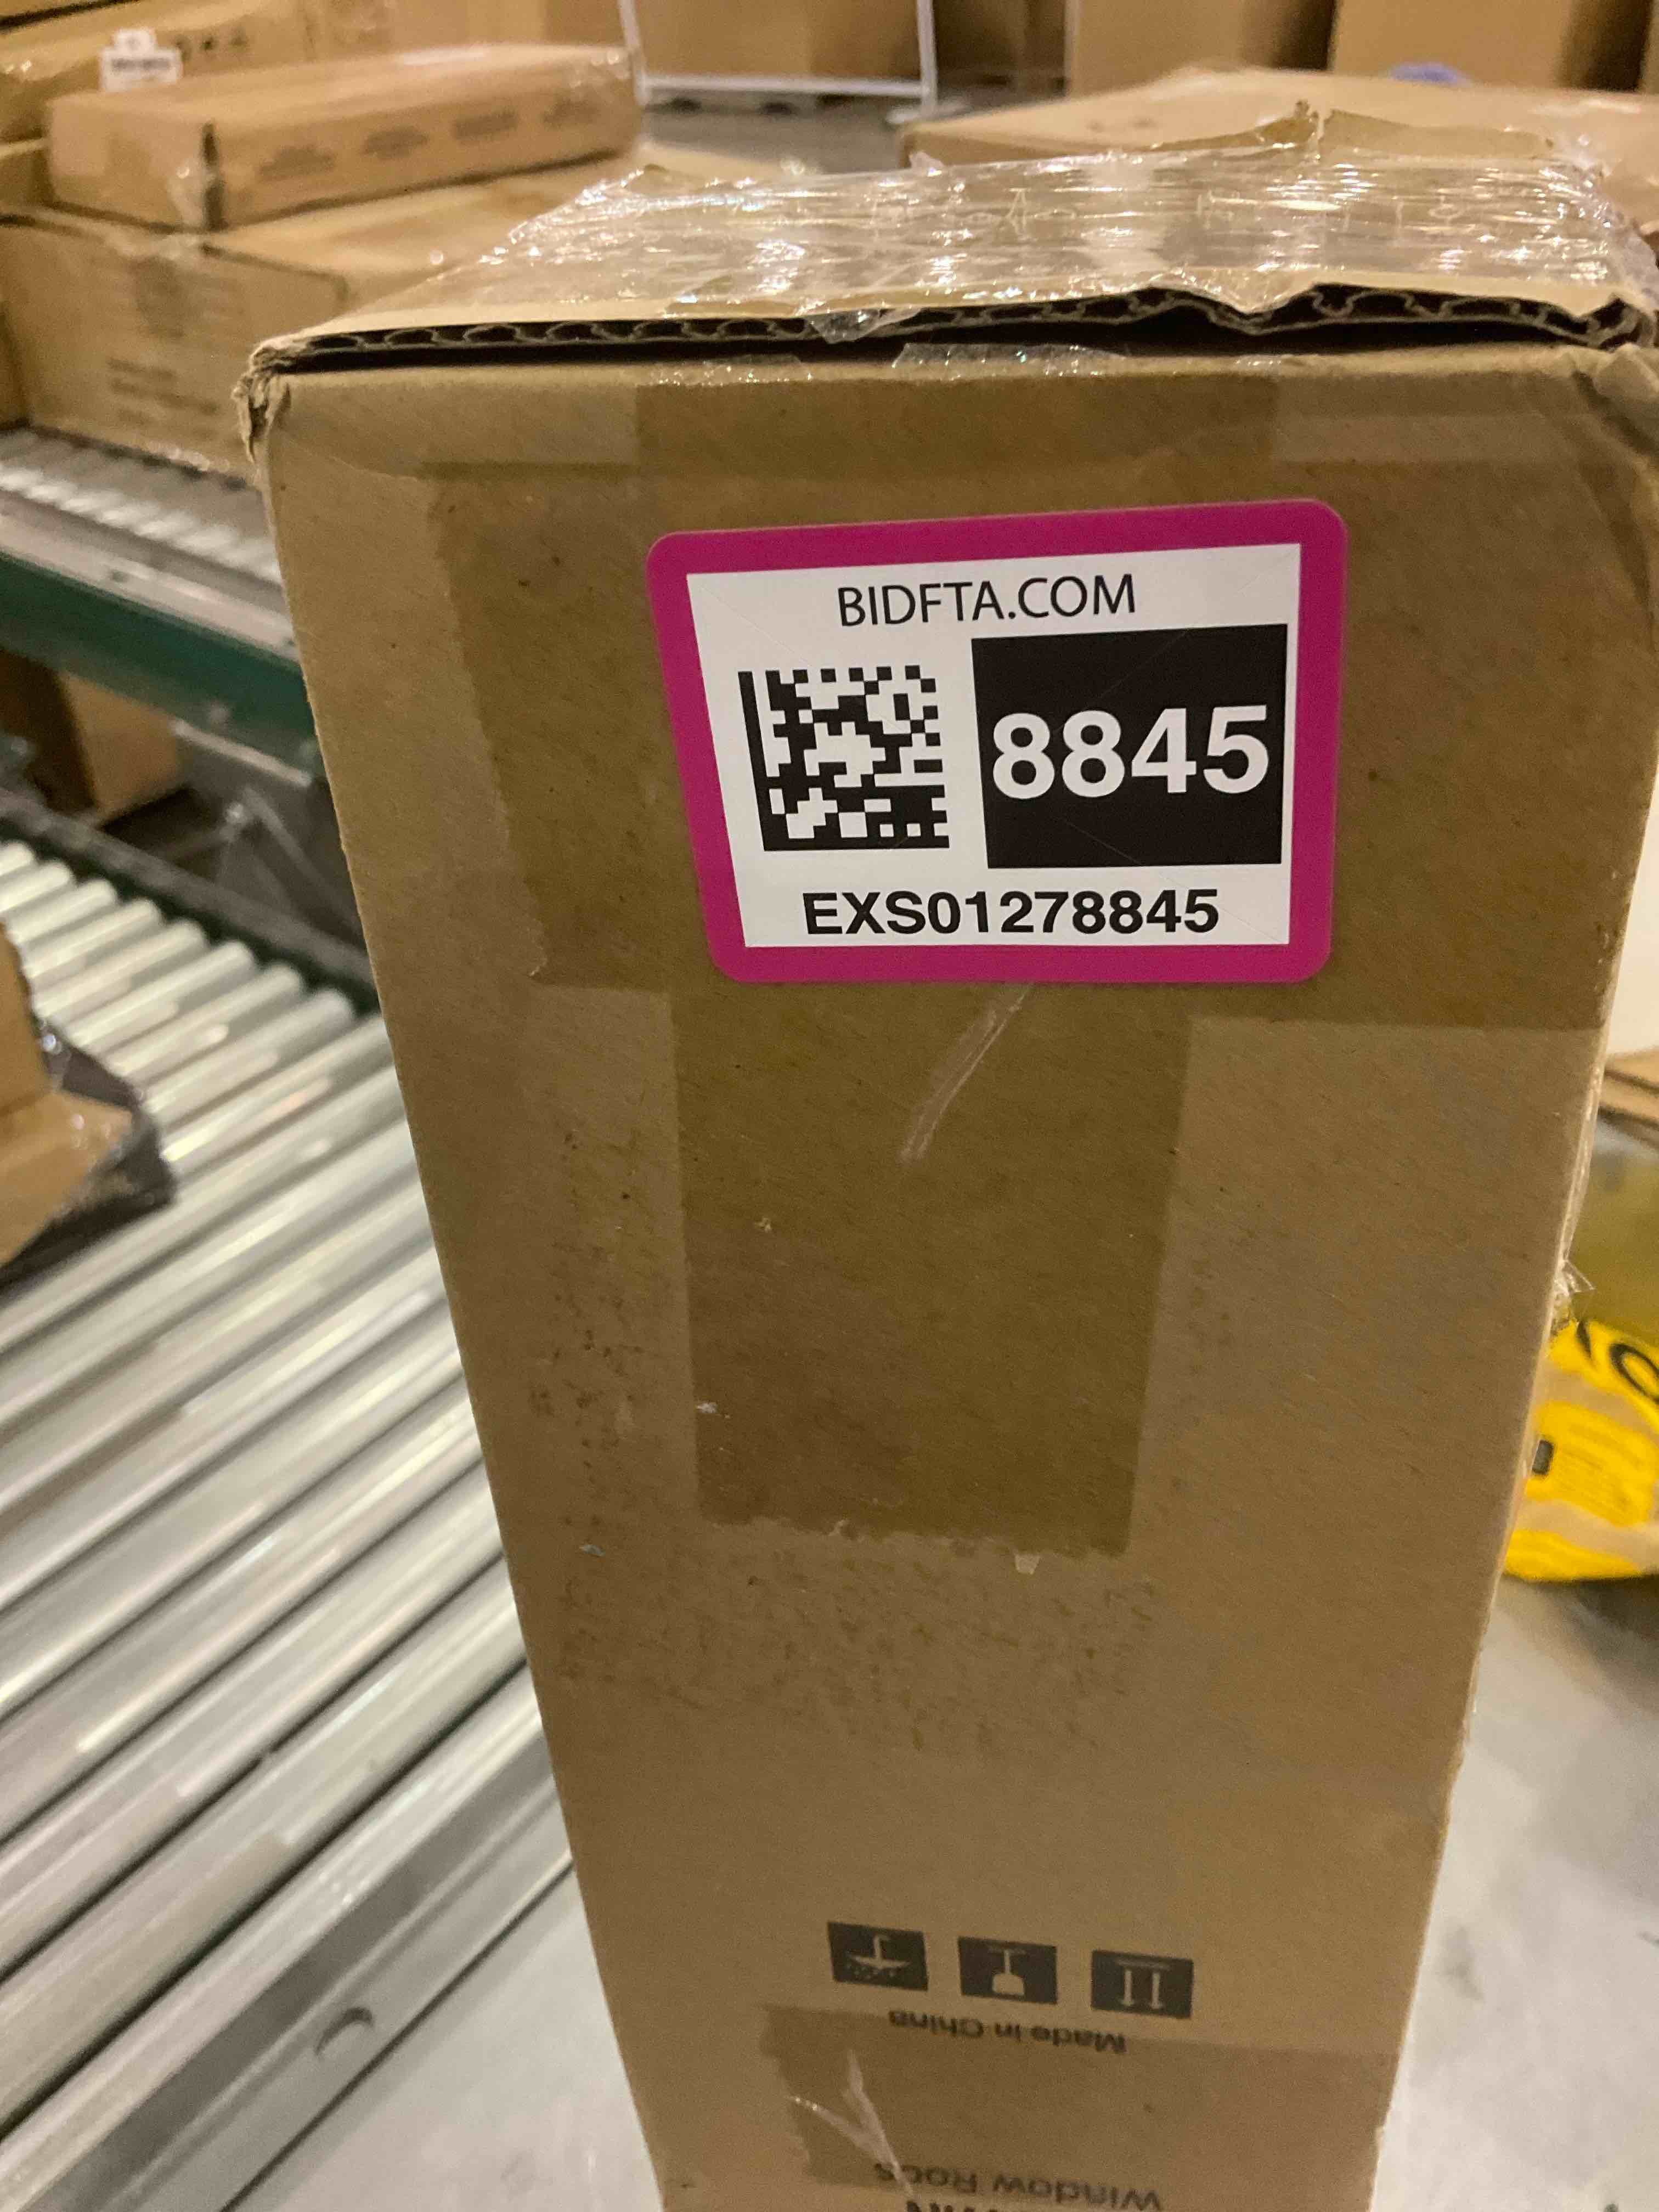 BIDFTA.COM
8845
EXS01278845
Made in China
Window Rods